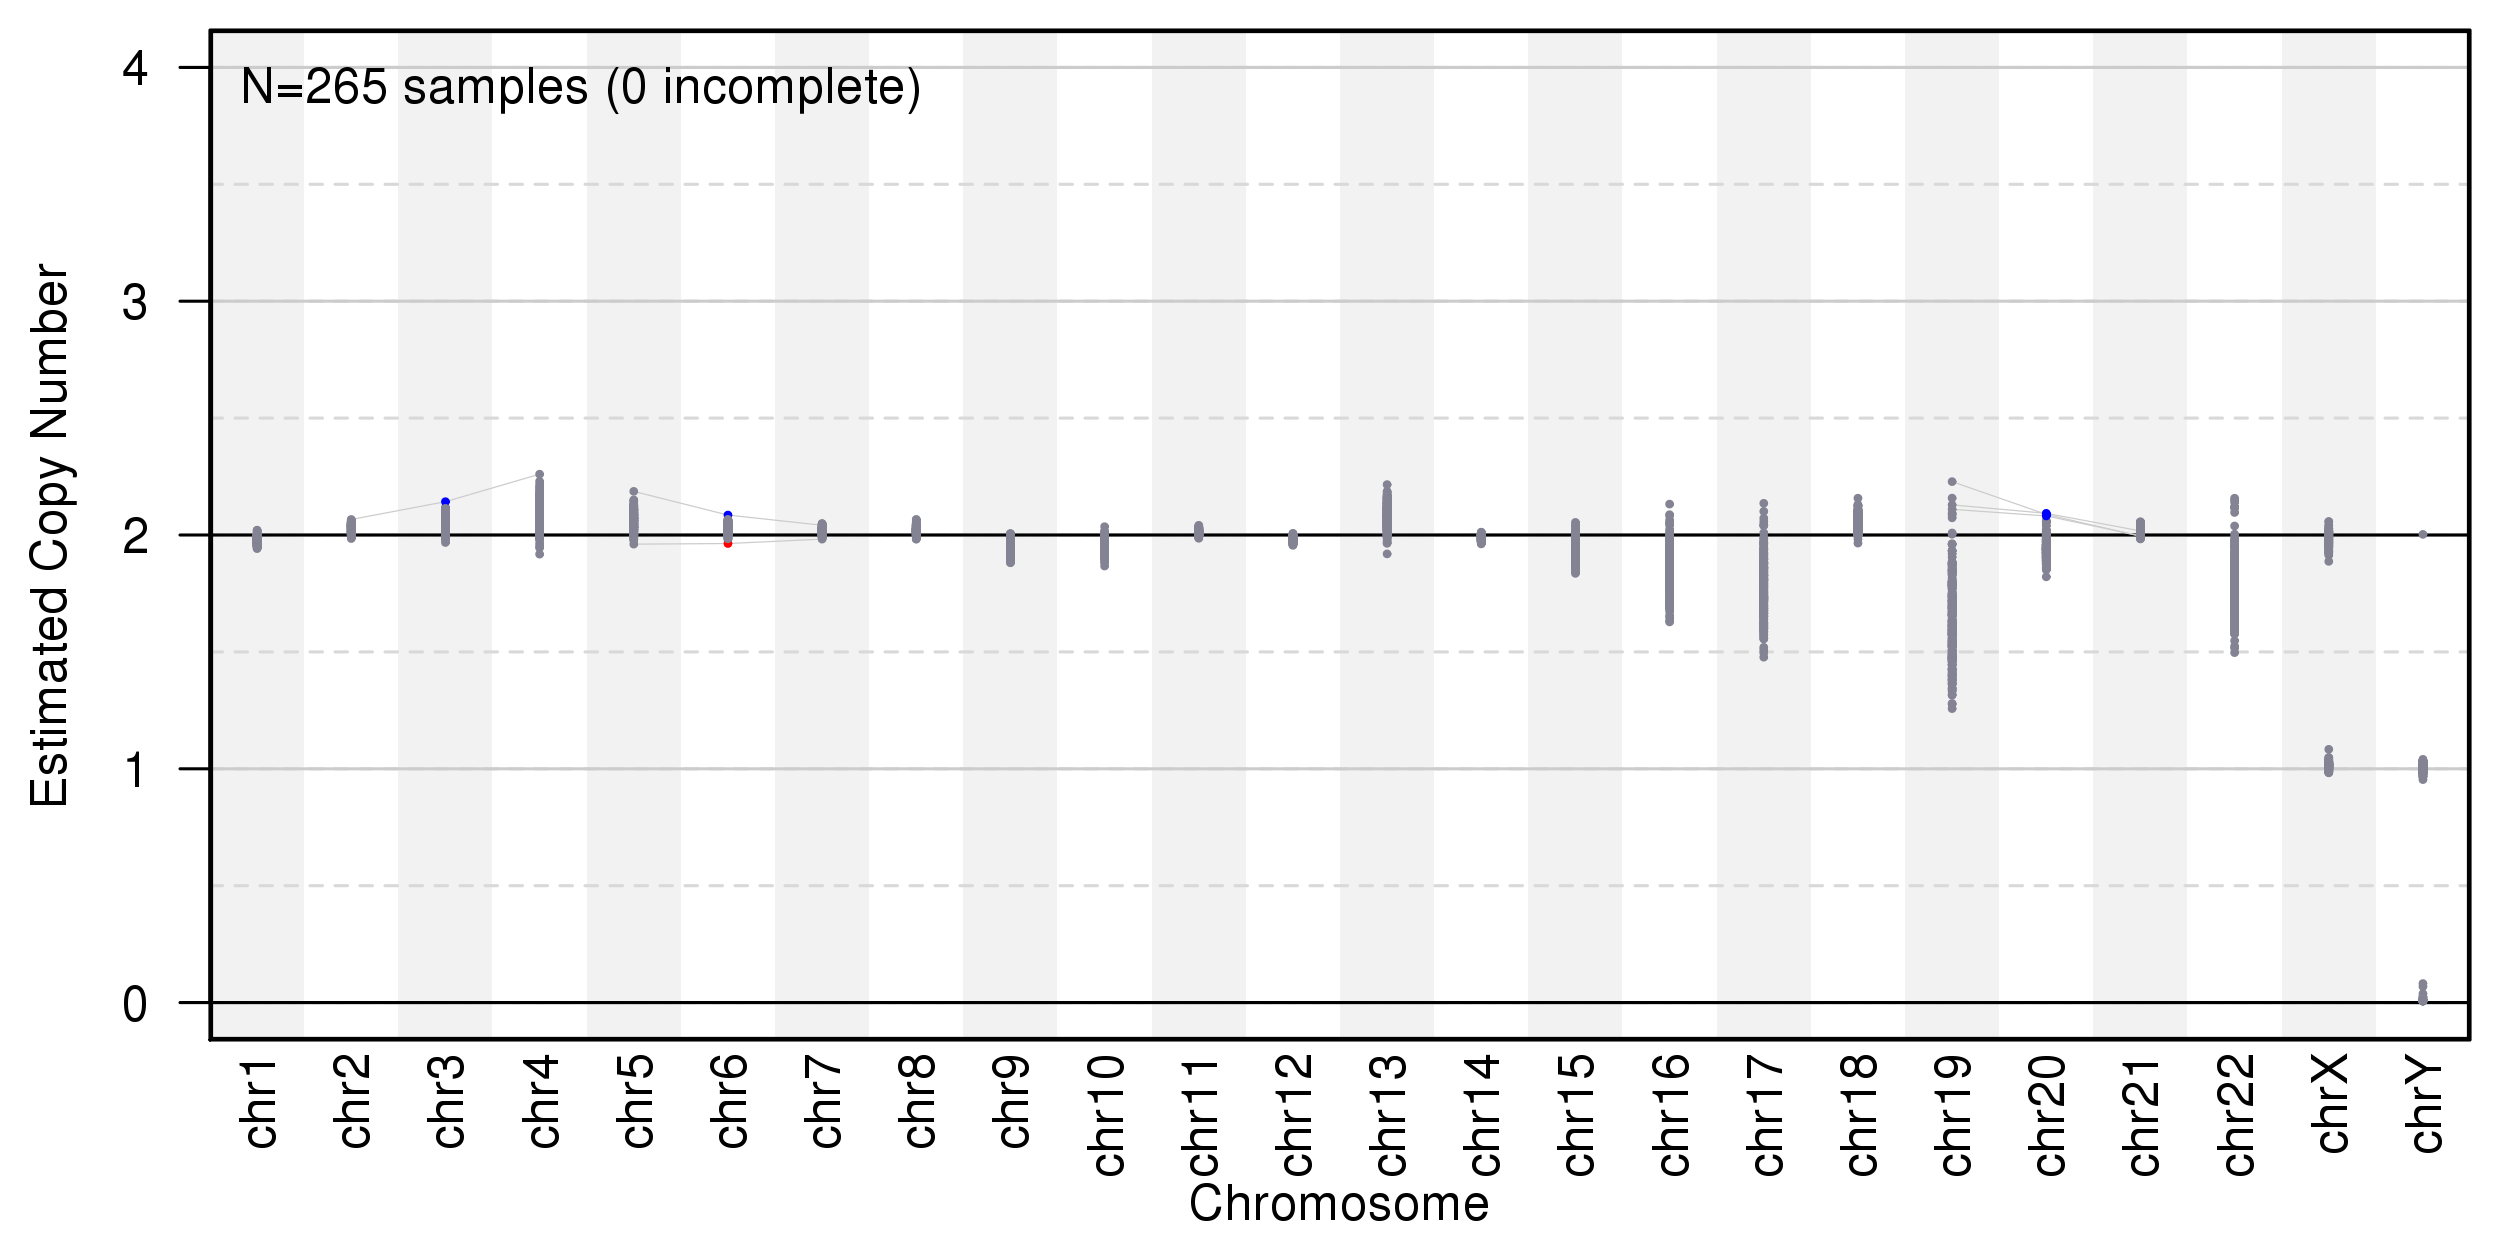 N=265 samples (0 incomplete)
Estimated Copy Number
4
3
2
1
0
chr1
chr2
chr3
chr4
chr5
chr6
chr7
chr8
chr9
chr10
chr11
chr12
chr13
chr14
chr15
chr16
chr17
chr18
chr19
chr20
chr21
chr22
chrX
chrY
Chromosome